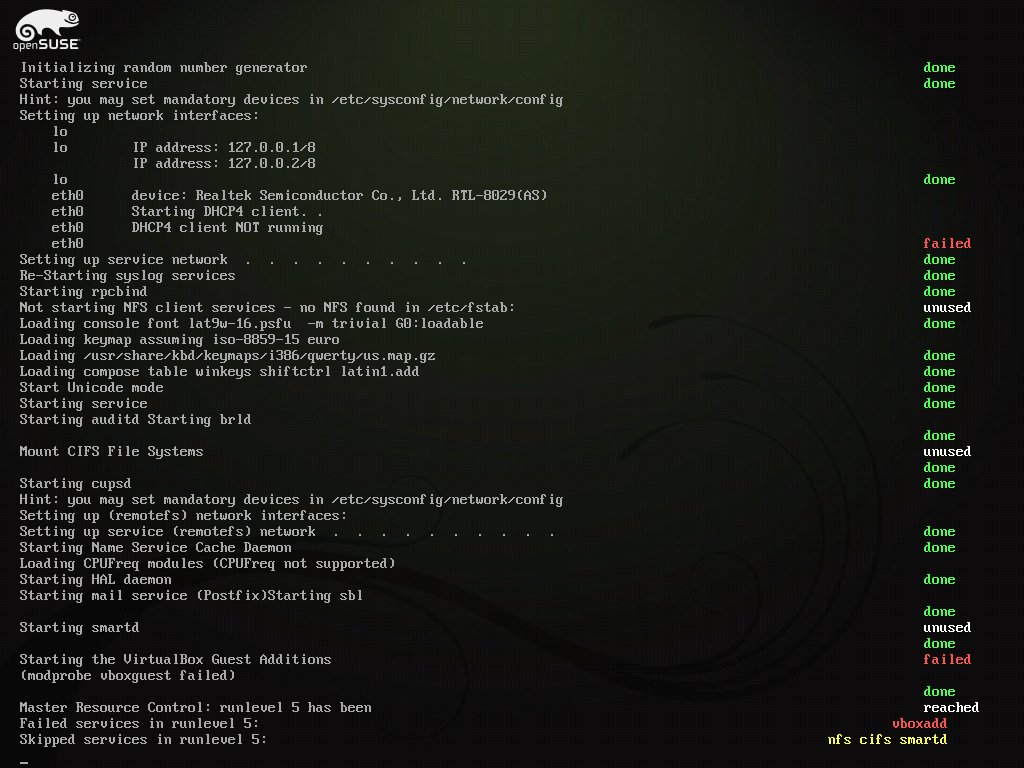 openSUSE
Initializing random number generator done
Starting service done
Hint: you may set mandatory devices in /etc/sysconfig/network/config
Setting up network interfaces:
lo
lo IP address: 127.0.0.1/8
IP address: 127.0.0.2/8
lo done
eth0 device: Realtek Semiconductor Co., Ltd. RTL-8029(AS)
eth0 Starting DHCP4 client. .
eth0 DHCP4 client NOT running
eth0 failed
Setting up service network . . . . . . . . . . done
Re-Starting syslog services done
Starting rpcbind done
Not starting NFS client services - no NFS found in /etc/fstab: unused
Loading console font lat9w-16.psfu -m trivial G0:loadable done
Loading keymap assuming iso-8859-15 euro
Loading /usr/share/kbd/keymaps/i386/qwerty/us.map.gz done
Loading compose table winkeys shiftctrl latin1.add done
Start Unicode mode done
Starting service done
Starting auditd Starting brld
done
Mount CIFS File Systems unused
done
Starting cupsd done
Hint: you may set mandatory devices in /etc/sysconfig/network/config
Setting up (remotefs) network interfaces:
Setting up service (remotefs) network . . . . . . . . . . done
Starting Name Service Cache Daemon done
Loading CPUFreq modules (CPUFreq not supported)
Starting HAL daemon done
Starting mail service (Postfix)Starting sbl
done
Starting smartd unused
done
Starting the VirtualBox Guest Additions failed
(modprobe vboxguest failed)
done
Master Resource Control: runlevel 5 has been reached
Failed services in runlevel 5: vboxadd
Skipped services in runlevel 5: nfs cifs smartd
_